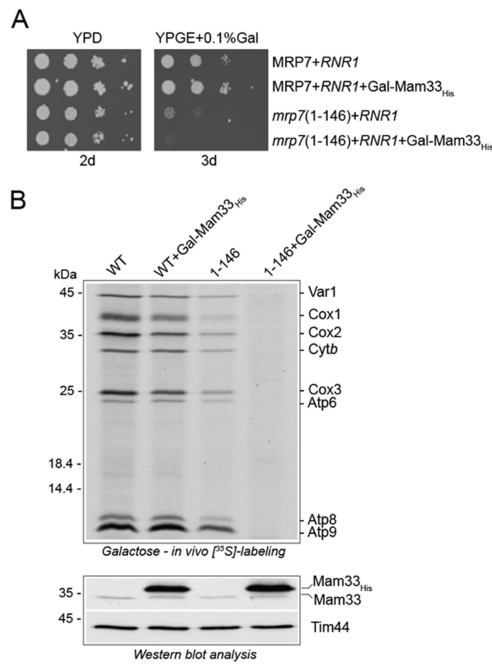 A
YPD YPGE+0.1%Gal
MRP7+RNR1
MRP7+RNR1+Gal-Mam33His
mrp7(1-146)+RNR1
mrp7(1-146)+RNR1+Gal-Mam33His
2d 3d
B
WT WT+Gal-Mam33His 1-146 1-146+Gal-Mam33His
kDa
45 Var1
Cox1
35 Cox2
Cytb
25 Cox3
Atp6
18.4
14.4
Atp8
Atp9
Galactose - in vivo [35S]-labeling
Mam33His
35 Mam33
45 Tim44
Western blot analysis